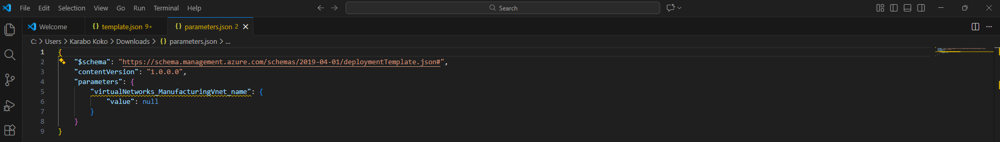 File Edit Selection View Go Run Terminal Help Search
Welcome template.json 9+ parameters.json 2
C: > Users > Karabo Koko > Downloads > {} parameters.json > ...
1 {
2 "$schema": "https://schema.management.azure.com/schemas/2019-04-01/deploymentTemplate.json#",
3 "contentVersion": "1.0.0.0",
4 "parameters": {
5 "virtualNetworks_ManufacturingVnet_name": {
6 "value": null
7 }
8 }
9 }